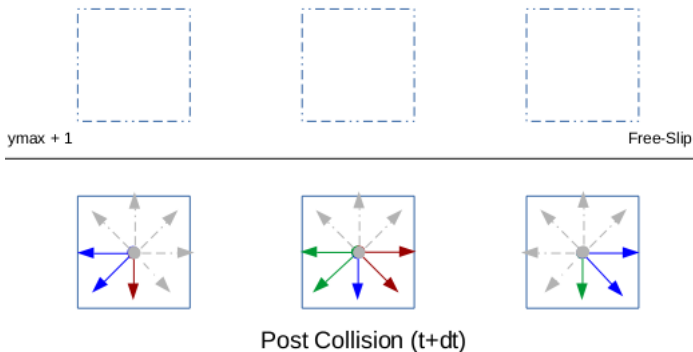 ymax + 1
Free-Slip
Post Collision (t+dt)